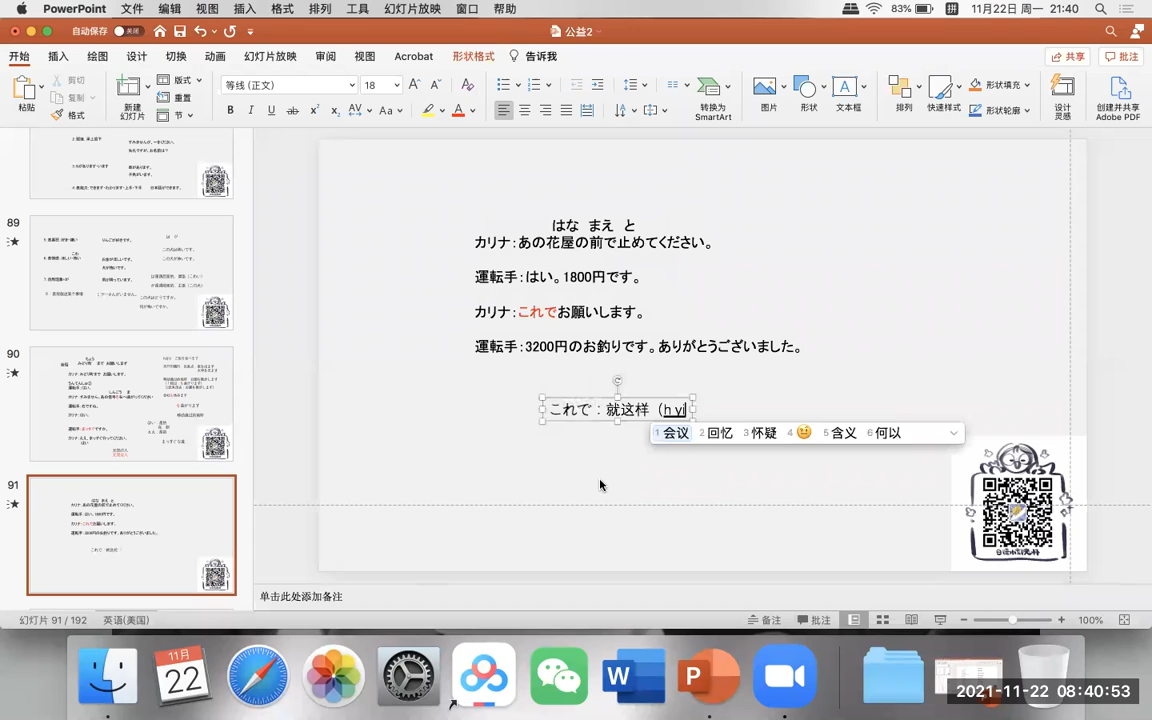 PowerPoint 文件 编辑 视图 插入 格式 排列 工具 幻灯片放映 窗口 帮助 83% 拼 11月22日 周一 21:40
自动保存 关闭 公益2
开始 插入 绘图 设计 切换 动画 幻灯片放映 审阅 视图 Acrobat 形状格式 告诉我 共享 批注
粘贴 剪切 复制 格式 新建幻灯片 版式 重置 节 等线 (正文) 18 转换为 SmartArt 图片 形状 文本框 排列 快速样式 形状填充 形状轮廓 设计灵感 创建并共享 Adobe PDF
89
90
91
はな まえ と
カリナ：あの花屋の前で止めてください。
運転手：はい。1800円です。
カリナ：これでお願いします。
運転手：3200円のお釣りです。ありがとうございました。
これで：就这样（h yi
1 会议 2 回忆 3 怀疑 4 5 含义 6 何以
单击此处添加备注
幻灯片 91 / 192 英语(美国) 备注 批注 100%
11月
22
W P
2021-11-22 08:40:53